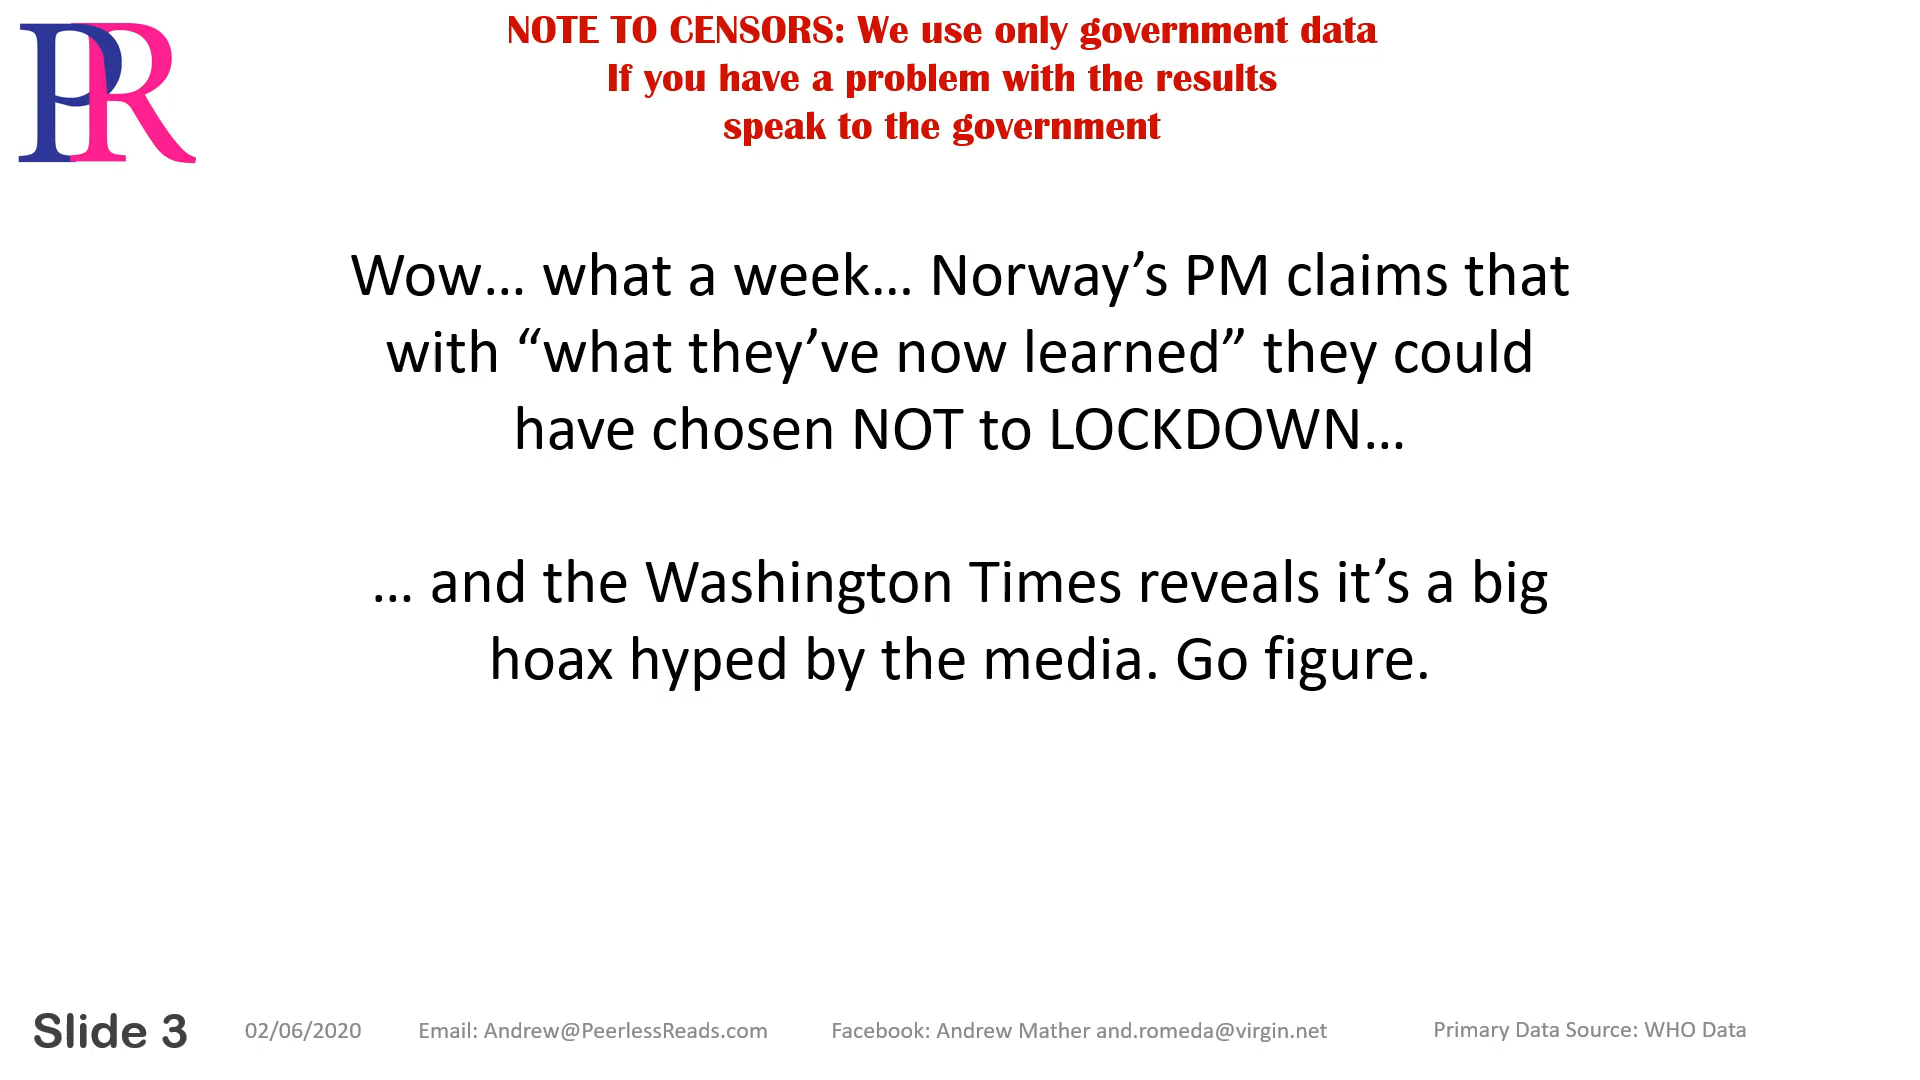 PR
NOTE TO CENSORS: We use only government data
If you have a problem with the results
speak to the government
Wow... what a week... Norway’s PM claims that
with “what they’ve now learned” they could
have chosen NOT to LOCKDOWN...
... and the Washington Times reveals it’s a big
hoax hyped by the media. Go figure.
Slide 3 02/06/2020 Email: Andrew@PeerlessReads.com Facebook: Andrew Mather and.romeda@virgin.net Primary Data Source: WHO Data